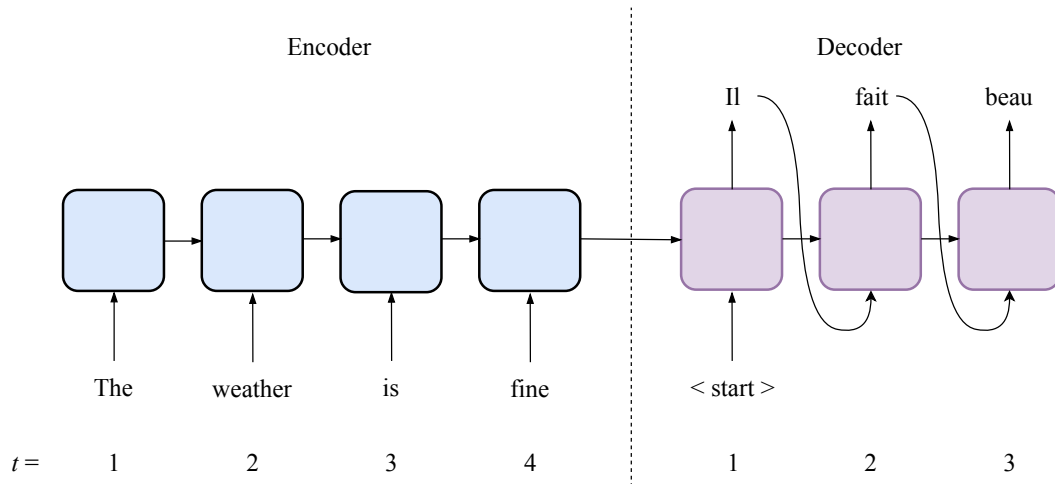 Encoder Decoder
Il fait beau
The weather is fine < start >
t = 1 2 3 4 1 2 3